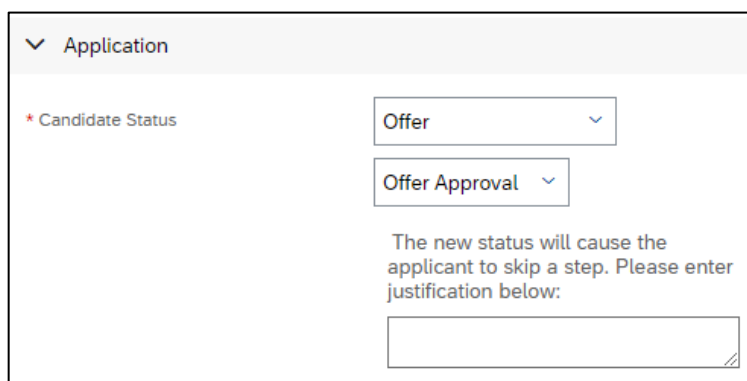 Application
* Candidate Status
Offer
Offer Approval
The new status will cause the
applicant to skip a step. Please enter
justification below: